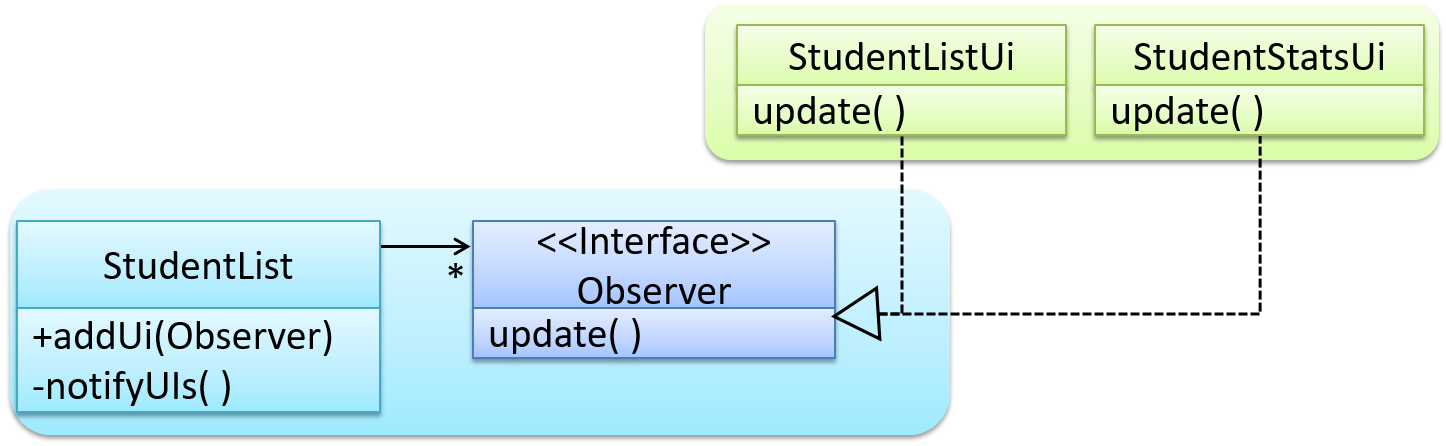 StudentListUi
update( )
StudentStatsUi
update( )
StudentList
+addUi(Observer)
-notifyUIs( )
*
<<Interface>>
Observer
update( )